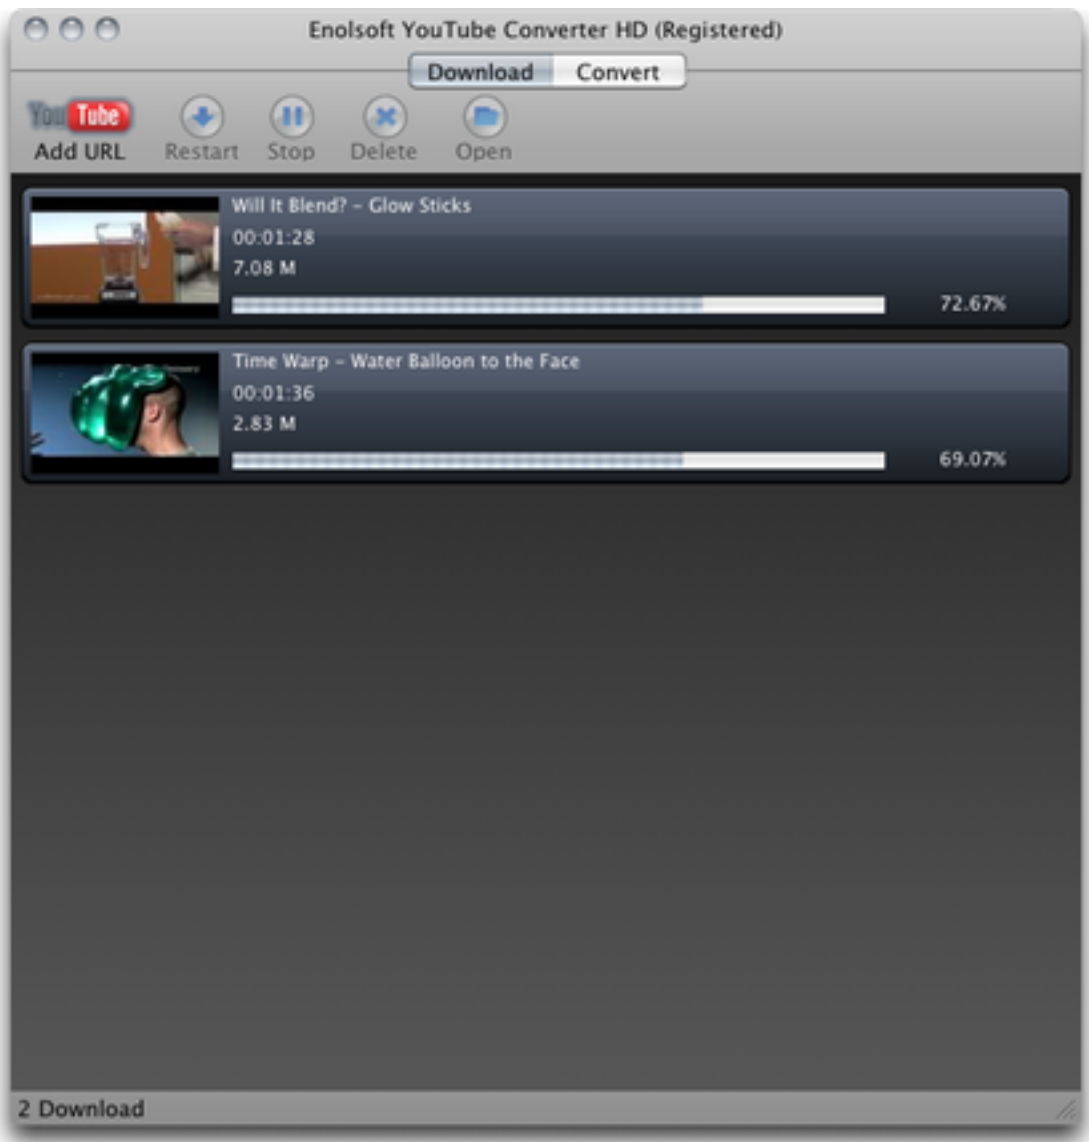 Enolsoft YouTube Converter HD (Registered)
Download Convert
YouTube
Add URL Restart Stop Delete Open
Will It Blend? – Glow Sticks
00:01:28
7.08 M
72.67%
Time Warp – Water Balloon to the Face
00:01:36
2.83 M
69.07%
2 Download